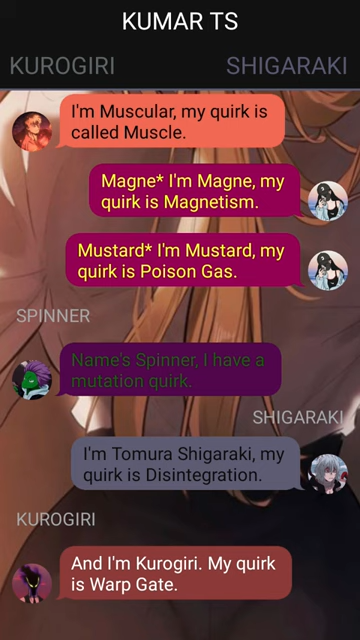 KUMAR TS
KUROGIRI
SHIGARAKI
I'm Muscular, my quirk is
called Muscle.
Magne* I'm Magne, my
quirk is Magnetism.
Mustard* I'm Mustard, my
quirk is Poison Gas.
SPINNER
Name's Spinner, I have a
mutation quirk.
SHIGARAKI
I'm Tomura Shigaraki, my
quirk is Disintegration.
KUROGIRI
And I'm Kurogiri. My quirk
is Warp Gate.